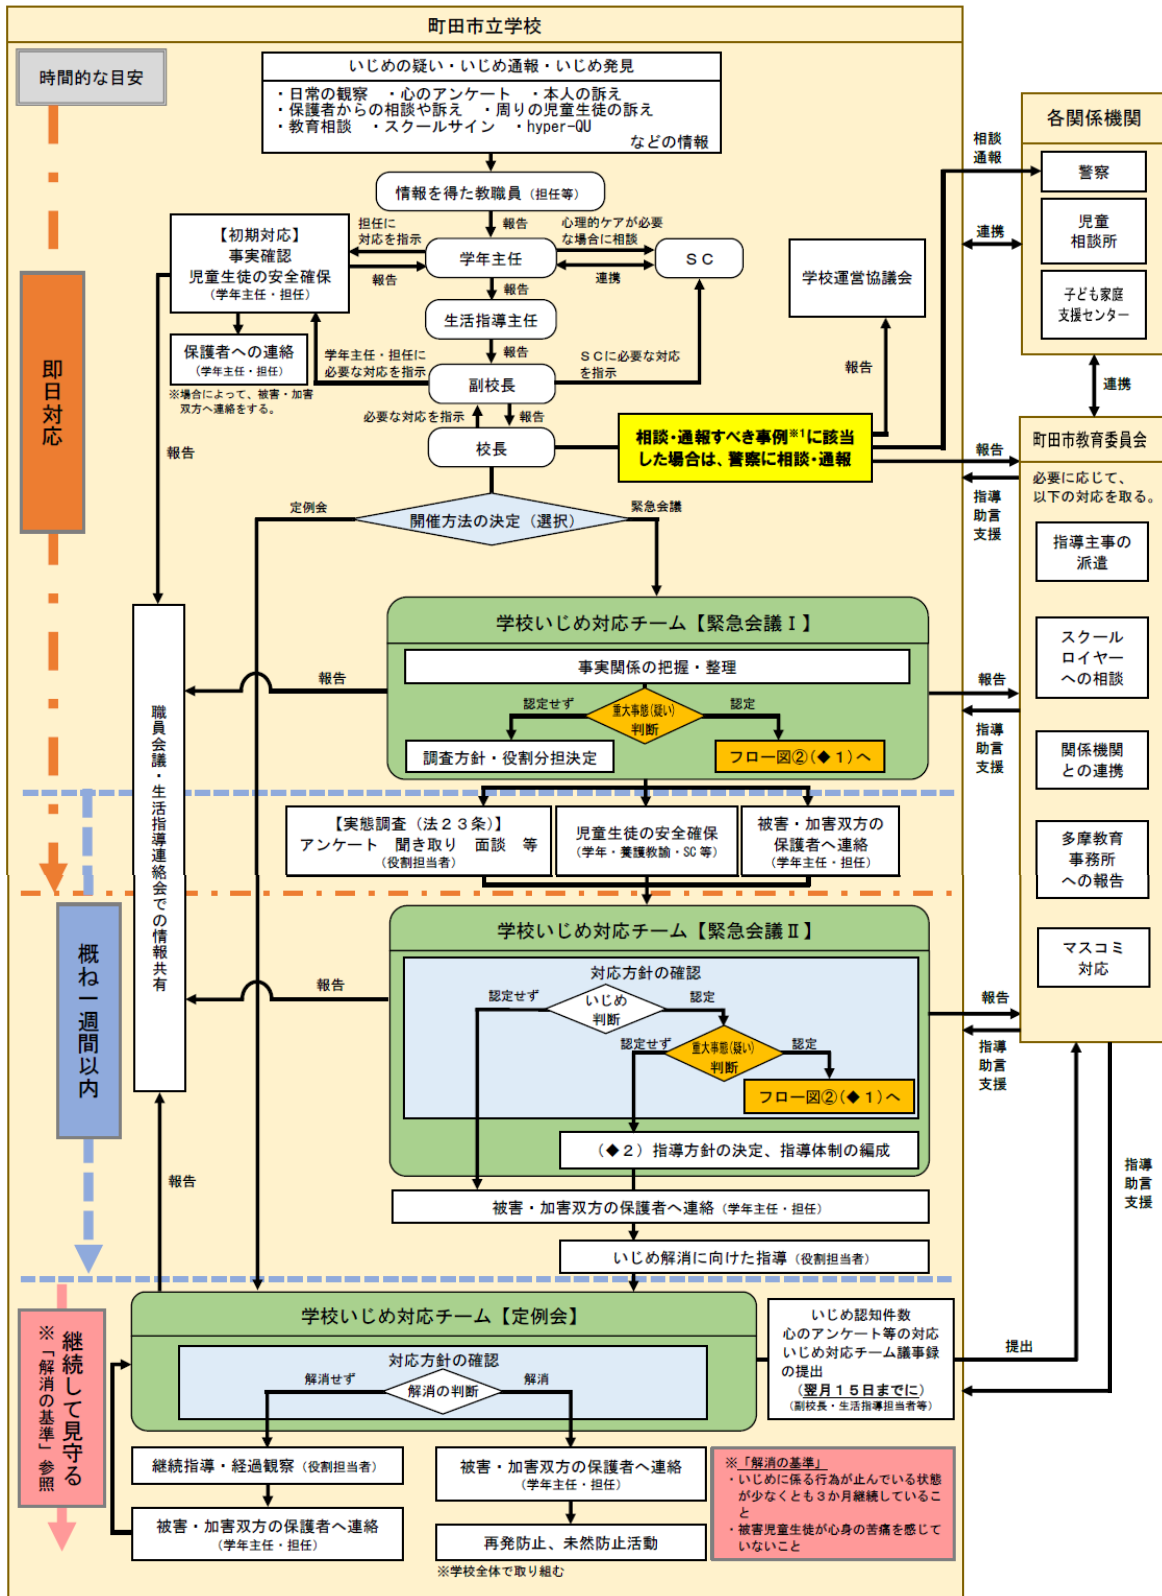 町田市立学校
時間的な目安
いじめの疑い・いじめ通報・いじめ発見
・日常の観察　・心のアンケート　・本人の訴え
・保護者からの相談や訴え　・周りの児童生徒の訴え
・教育相談　・スクールサイン　・hyper-QU
などの情報
情報を得た教職員（担任等）
報告
担任に
対応を指示
心理的ケアが必要
な場合に相談
【初期対応】
事実確認
児童生徒の安全確保
（学年主任・担任）
学年主任
ＳＣ
報告
連携
報告
生活指導主任
保護者への連絡
（学年主任・担任）
※場合によって、被害・加害
双方へ連絡をする。
学年主任・担任に
必要な対応を指示
報告
ＳＣに必要な対応
を指示
副校長
必要な対応を指示
報告
校長
相談・通報すべき事例※1に該当
した場合は、警察に相談・通報
学校運営協議会
報告
相談
通報
連携
各関係機関
警察
児童
相談所
子ども家庭
支援センター
連携
即日対応
報告
定例会
開催方法の決定（選択）
緊急会議
報告
指導
助言
支援
町田市教育委員会
必要に応じて、
以下の対応を取る。
指導主事の
派遣
スクール
ロイヤー
への相談
関係機関
との連携
多摩教育
事務所
への報告
マスコミ
対応
学校いじめ対応チーム【緊急会議Ⅰ】
事実関係の把握・整理
報告
認定せず
重大事態(疑い)
判断
認定
調査方針・役割分担決定
フロー図②(◆１)へ
報告
指導
助言
支援
職員会議・生活指導連絡会での情報共有
【実態調査（法２３条）】
アンケート　聞き取り　面談　等
（役割担当者）
児童生徒の安全確保
（学年・養護教諭・SC 等）
被害・加害双方の
保護者へ連絡
（学年主任・担任）
概ね一週間以内
学校いじめ対応チーム【緊急会議Ⅱ】
対応方針の確認
報告
認定せず
いじめ
判断
認定
認定せず
重大事態(疑い)
判断
認定
フロー図②(◆１)へ
報告
指導
助言
支援
（◆２）指導方針の決定、指導体制の編成
報告
被害・加害双方の保護者へ連絡（学年主任・担任）
いじめ解消に向けた指導（役割担当者）
指導
助言
支援
継続して見守る
※「解消の基準」参照
学校いじめ対応チーム【定例会】
対応方針の確認
解消せず
解消の判断
解消
いじめ認知件数
心のアンケート等の対応
いじめ対応チーム議事録
の提出
（翌月１５日までに）
（副校長・生活指導担当者等）
提出
継続指導・経過観察（役割担当者）
被害・加害双方の保護者へ連絡
（学年主任・担任）
被害・加害双方の保護者へ連絡
（学年主任・担任）
再発防止、未然防止活動
※学校全体で取り組む
※「解消の基準」
・いじめに係る行為が止んでいる状態
が少なくとも３か月継続しているこ
と
・被害児童生徒が心身の苦痛を感じて
いないこと